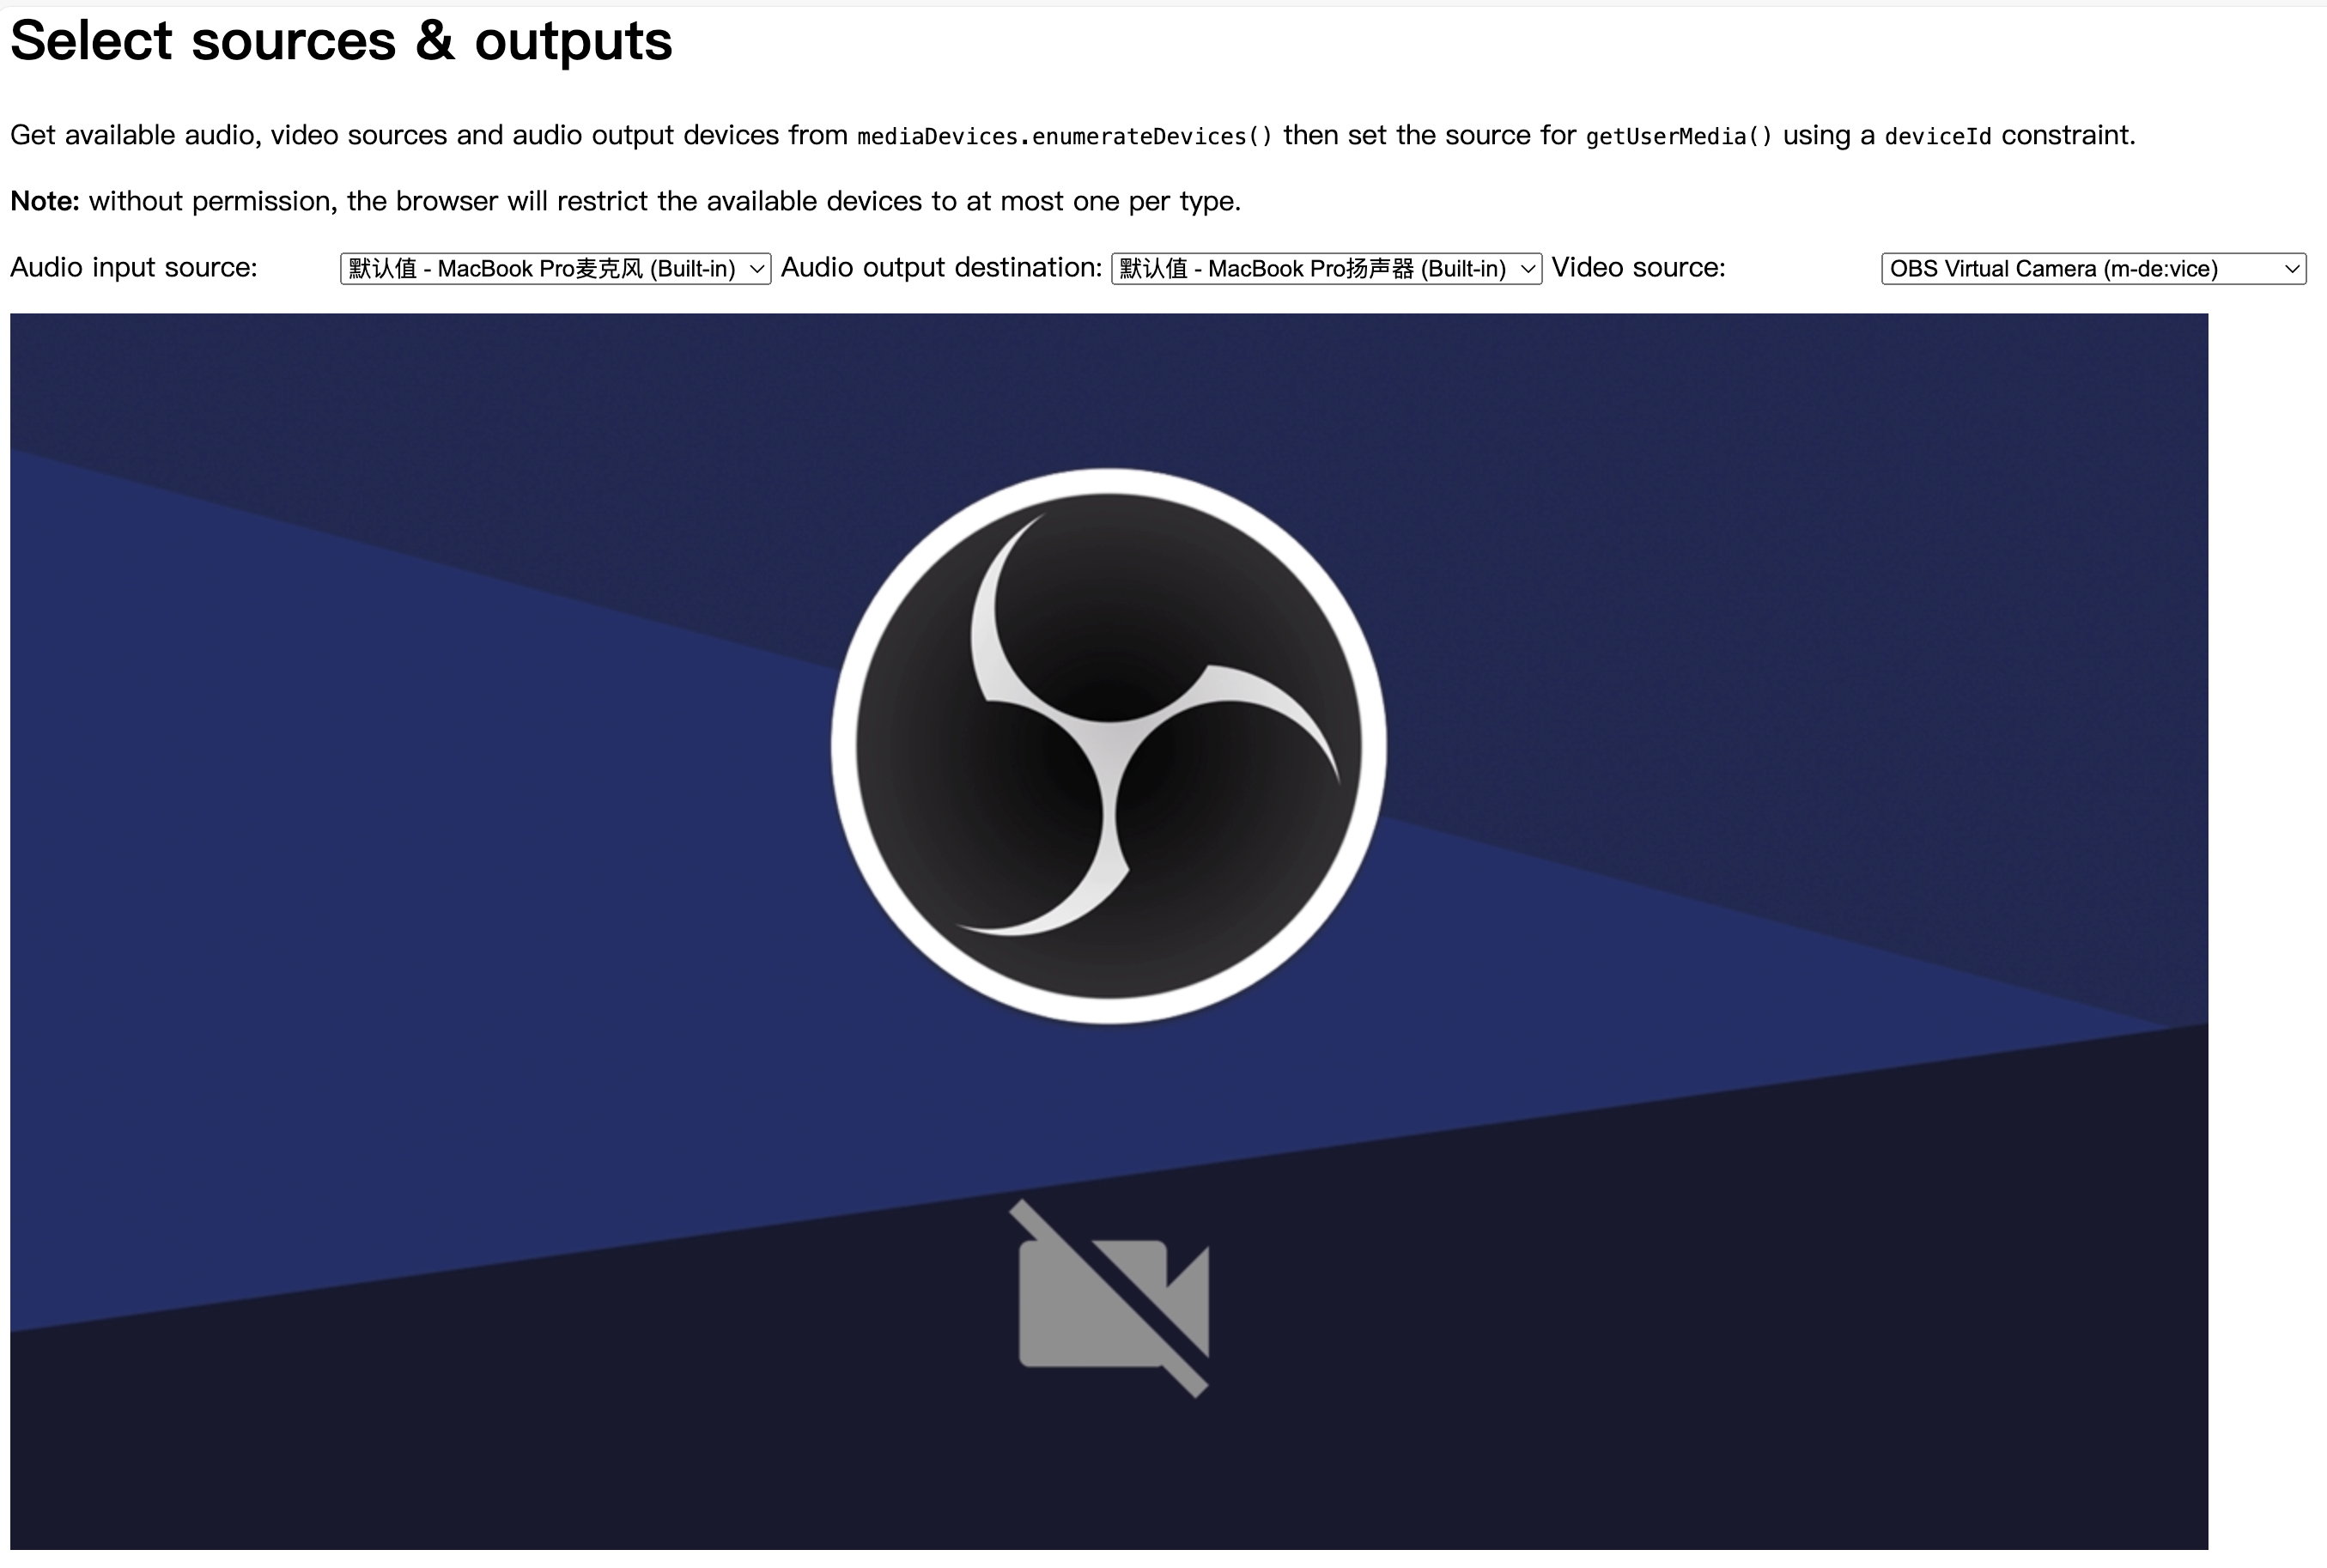 Select sources & outputs
Get available audio, video sources and audio output devices from mediaDevices.enumerateDevices() then set the source for getUserMedia() using a deviceId constraint.
Note: without permission, the browser will restrict the available devices to at most one per type.
Audio input source: 默认值 - MacBook Pro麦克风 (Built-in) Audio output destination: 默认值 - MacBook Pro扬声器 (Built-in) Video source: OBS Virtual Camera (m-de:vice)